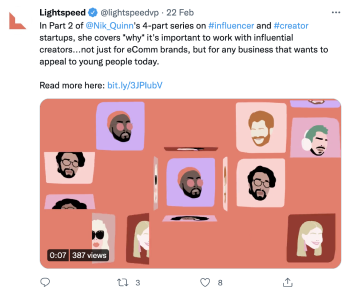 Lightspeed @lightspeedvp · 22 Feb
In Part 2 of @Nik_Quinn's 4-part series on #influencer and #creator
startups, she covers "why" it's important to work with influential
creators...not just for eComm brands, but for any business that wants to
appeal to young people today.
Read more here: bit.ly/3JPlubV
0:07 387 views
3 8